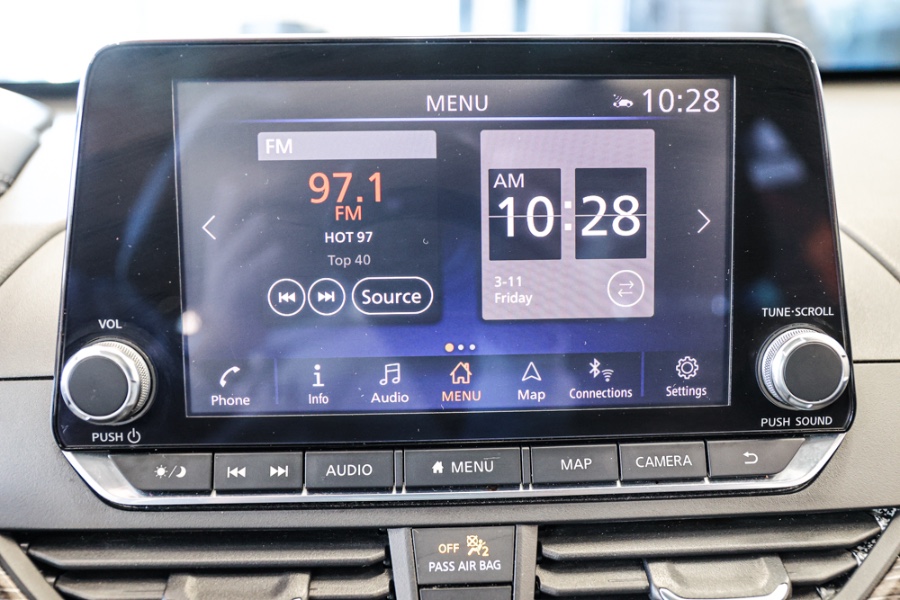 MENU
10:28
FM
97.1
FM
HOT 97
Top 40
Source
AM
10:28
3-11
Friday
Phone
Info
Audio
MENU
Map
Connections
Settings
VOL
PUSH
TUNE·SCROLL
PUSH SOUND
AUDIO
MENU
MAP
CAMERA
OFF 2
PASS AIR BAG